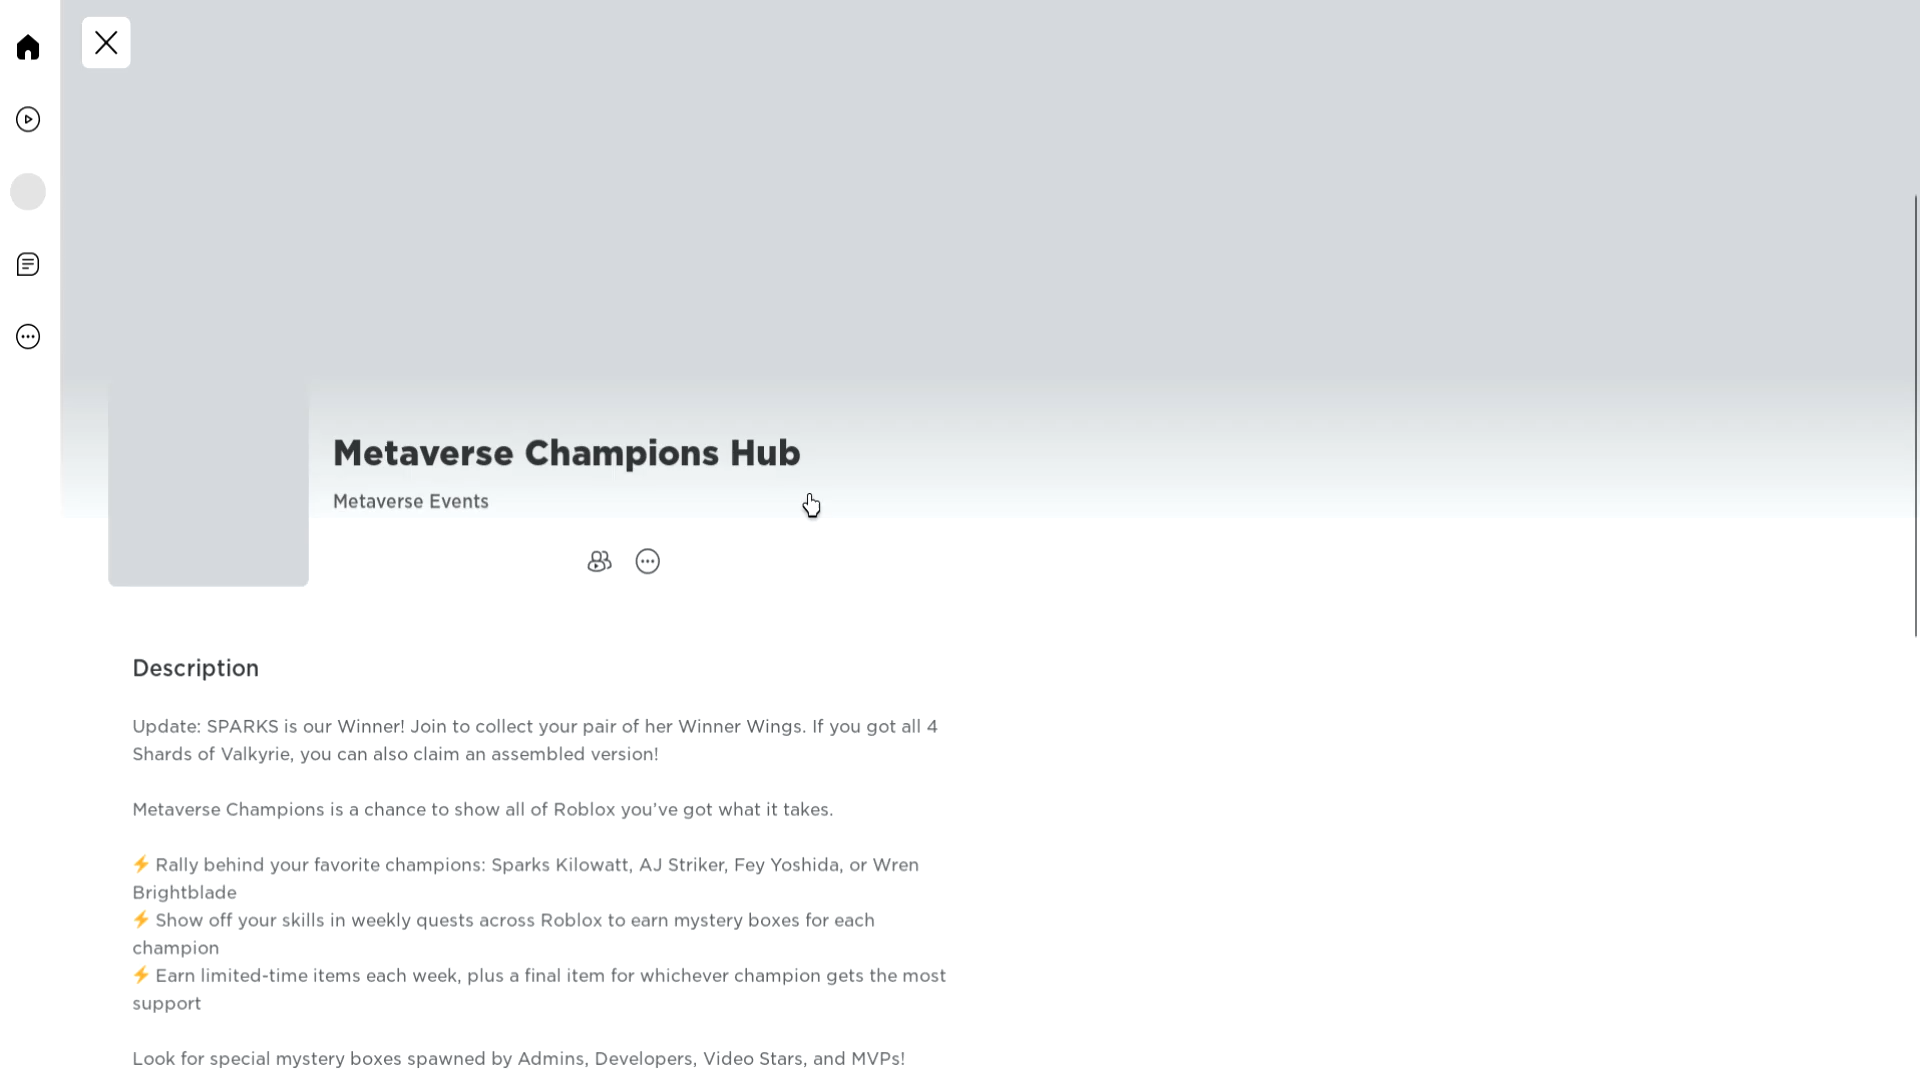 Metaverse Champions Hub
Metaverse Events
Description
Update: SPARKS is our Winner! Join to collect your pair of her Winner Wings. If you got all 4
Shards of Valkyrie, you can also claim an assembled version!
Metaverse Champions is a chance to show all of Roblox you've got what it takes.
⚡ Rally behind your favorite champions: Sparks Kilowatt, AJ Striker, Fey Yoshida, or Wren
Brightblade
⚡ Show off your skills in weekly quests across Roblox to earn mystery boxes for each
champion
⚡ Earn limited-time items each week, plus a final item for whichever champion gets the most
support
Look for special mystery boxes spawned by Admins, Developers, Video Stars, and MVPs!